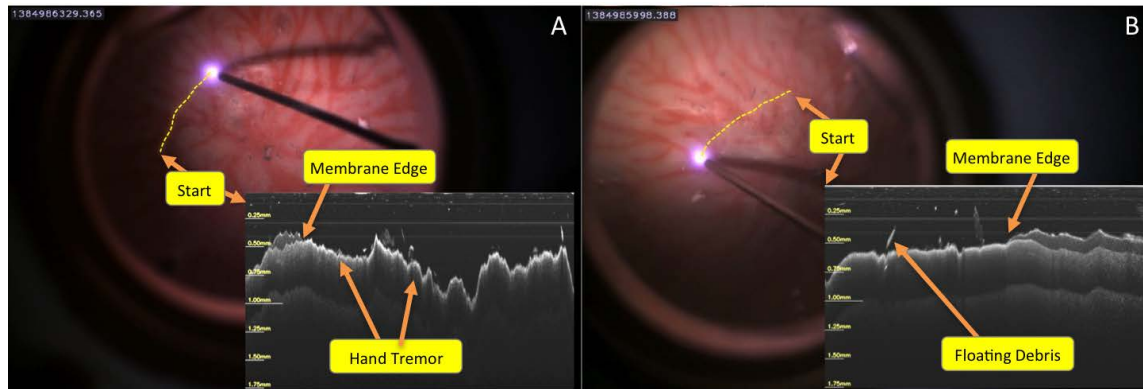 1384986329.365
A
Start
Membrane Edge
0.25mm
0.50mm
0.75mm
1.00mm
1.25mm
1.50mm
1.75mm
Hand Tremor
1384985998.388
B
Start
Membrane Edge
0.25mm
0.50mm
0.75mm
1.00mm
1.25mm
1.50mm
1.75mm
Floating Debris